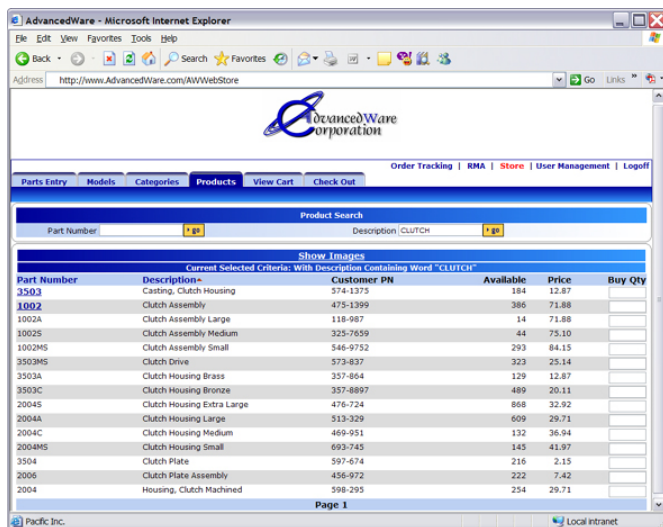 AdvancedWare - Microsoft Internet Explorer
File Edit View Favorites Tools Help
Back Search Favorites
Address http://www.AdvancedWare.com/AWWebStore Go Links »
AdvancedWare
Corporation
Order Tracking | RMA | Store | User Management | Logoff
Parts Entry Models Categories Products View Cart Check Out
Product Search
Part Number go Description CLUTCH go
Show Images
Current Selected Criteria: With Description Containing Word "CLUTCH"
Part Number Description Customer PN Available Price Buy Qty
3503 Casting, Clutch Housing 574-1375 184 12.87
1002 Clutch Assembly 475-1399 386 71.88
1002A Clutch Assembly Large 118-987 14 71.88
1002S Clutch Assembly Medium 325-7659 44 75.10
1002MS Clutch Assembly Small 546-9752 293 84.15
3503MS Clutch Drive 573-837 323 25.14
3503A Clutch Housing Brass 357-864 129 12.87
3503C Clutch Housing Bronze 357-8897 489 20.11
2004S Clutch Housing Extra Large 476-724 868 32.92
2004A Clutch Housing Large 513-329 609 29.71
2004C Clutch Housing Medium 469-951 132 36.94
2004MS Clutch Housing Small 693-745 145 41.97
3504 Clutch Plate 597-674 216 2.15
2006 Clutch Plate Assembly 456-972 222 7.42
2004 Housing, Clutch Machined 598-295 254 29.71
Page 1
Pacific Inc. Local intranet